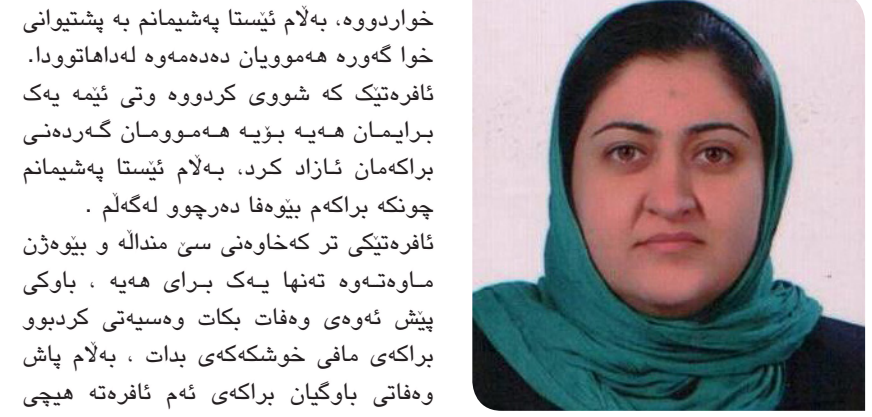 خواردووە، بەڵام ئێستا پەشیمانم بە پشتیوانی
خوا گەورە هەموویان دەدەمەوە لەداهاتوودا.
ئافرەتێک کە شووی کردووە وتی ئێمە یەک
برایمان هەیە بۆیە هەموومان گەردەنی
براکەمان ئازاد کرد، بەڵام ئێستا پەشیمانم
چونکە براکەم بێوەفا دەرچوو لەگەڵم .
ئافرەتێکی تر کەخاوەنی سێ منداڵە و بێوەژن
ماوەتەوە تەنها یەک برای هەیە ، باوکی
پێش ئەوەی وەفات بکات وەسیەتی کردبوو
براکەی مافی خوشکەکەی بدات ، بەڵام پاش
وەفاتی باوگیان براکەی ئەم ئافرەتە هیچی